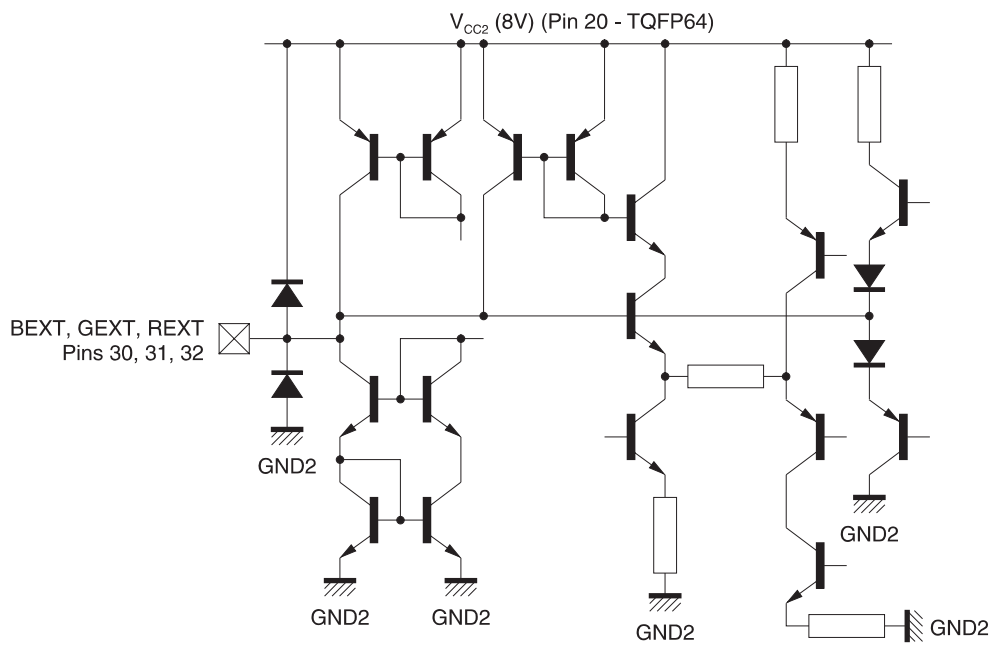 VCC2 (8V) (Pin 20 - TQFP64)
BEXT, GEXT, REXT
Pins 30, 31, 32
GND2
GND2
GND2
GND2
GND2
GND2